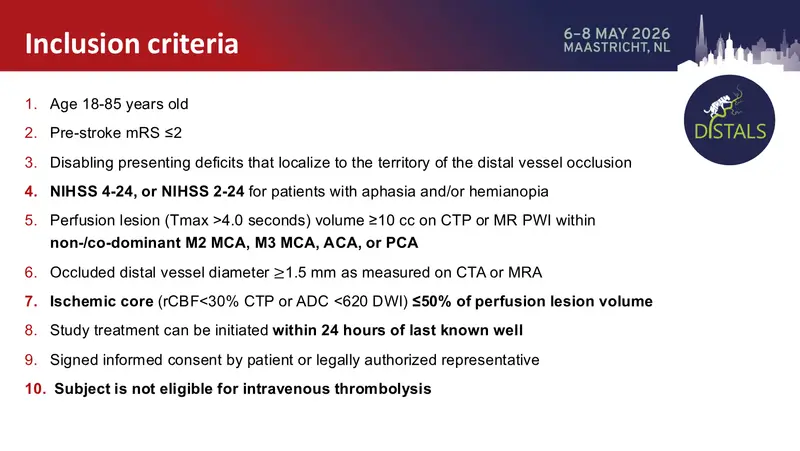 Inclusion criteria
6–8 MAY 2026
MAASTRICHT, NL
DISTALS
1. Age 18-85 years old
2. Pre-stroke mRS ≤2
3. Disabling presenting deficits that localize to the territory of the distal vessel occlusion
4. NIHSS 4-24, or NIHSS 2-24 for patients with aphasia and/or hemianopia
5. Perfusion lesion (Tmax >4.0 seconds) volume ≥10 cc on CTP or MR PWI within
non-/co-dominant M2 MCA, M3 MCA, ACA, or PCA
6. Occluded distal vessel diameter ≥1.5 mm as measured on CTA or MRA
7. Ischemic core (rCBF<30% CTP or ADC <620 DWI) ≤50% of perfusion lesion volume
8. Study treatment can be initiated within 24 hours of last known well
9. Signed informed consent by patient or legally authorized representative
10. Subject is not eligible for intravenous thrombolysis